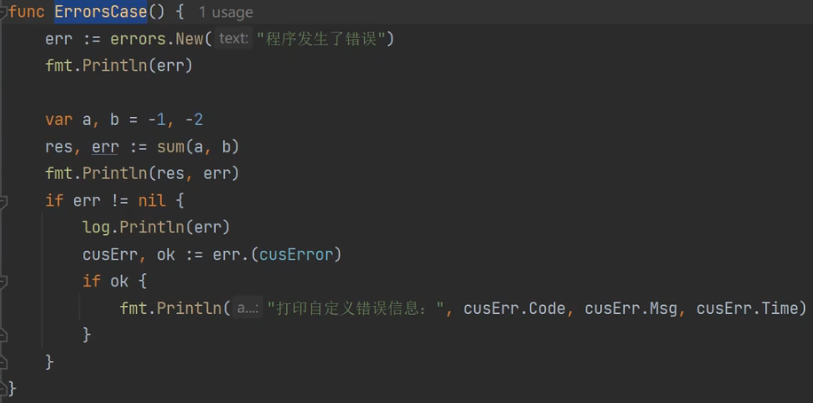 func ErrorsCase() { 1 usage
    err := errors.New( text: "程序发生了错误")
    fmt.Println(err)

    var a, b = -1, -2
    res, err := sum(a, b)
    fmt.Println(res, err)
    if err != nil {
        log.Println(err)
        cusErr, ok := err.(cusError)
        if ok {
            fmt.Println( a...: "打印自定义错误信息：", cusErr.Code, cusErr.Msg, cusErr.Time)
        }
    }
}